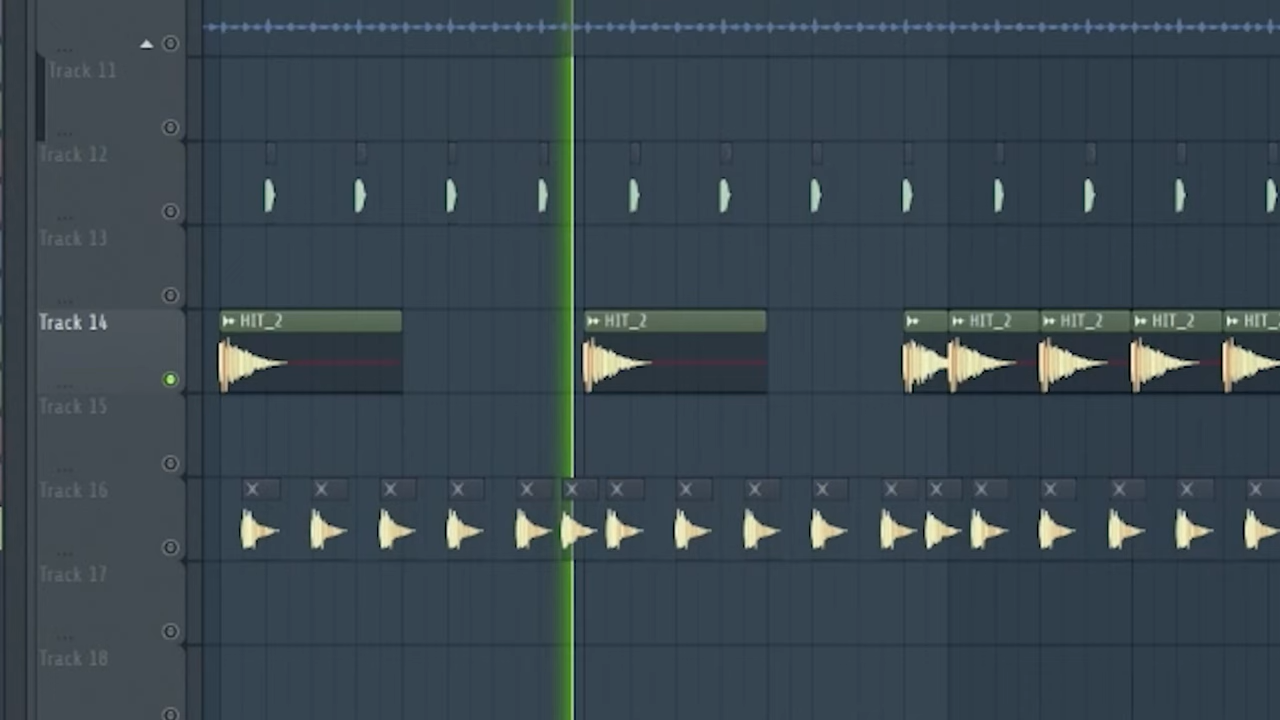 Track 11
Track 12
Track 13
Track 14 HIT_2 HIT_2 HIT_2 HIT_2 HIT_2 HIT_
Track 15
Track 16
Track 17
Track 18